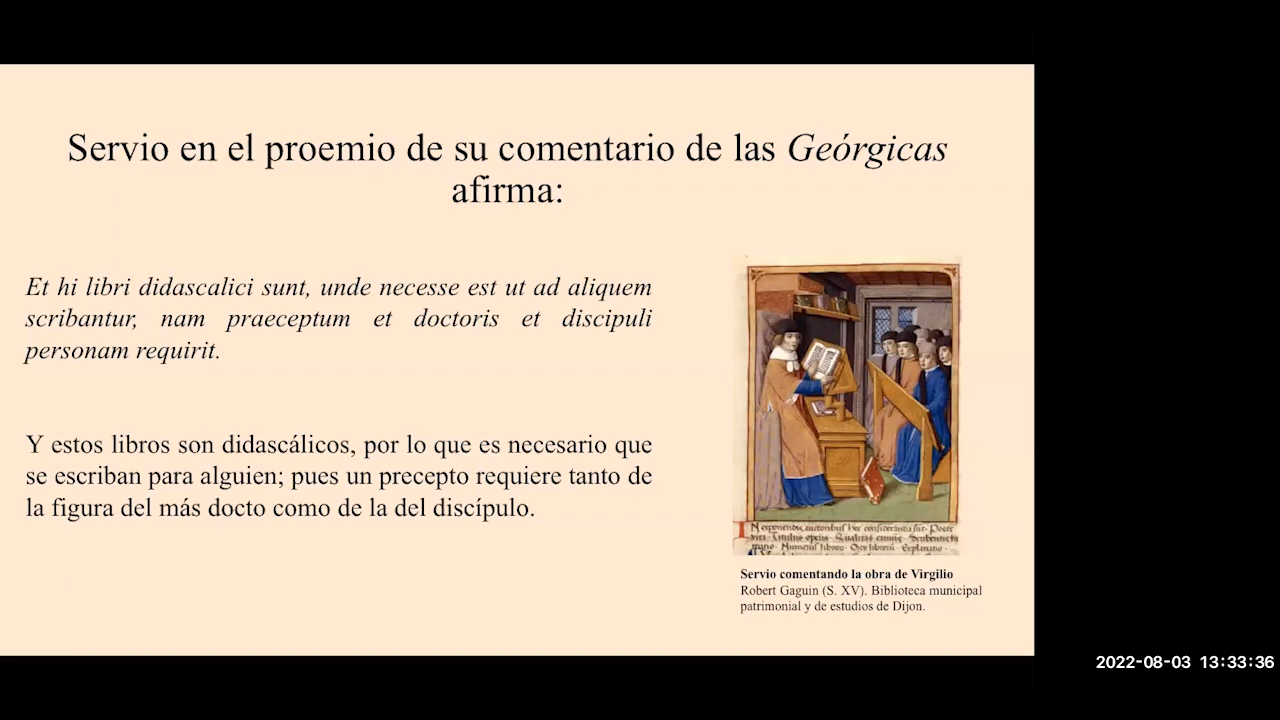 Servio en el proemio de su comentario de las Geórgicas
afirma:
Et hi libri didascalici sunt, unde necesse est ut ad aliquem
scribantur, nam praeceptum et doctoris et discipuli
personam requirit.
Y estos libros son didascálicos, por lo que es necesario que
se escriban para alguien; pues un precepto requiere tanto de
la figura del más docto como de la del discípulo.
Servio comentando la obra de Virgilio
Robert Gaguin (S. XV). Biblioteca municipal
patrimonial y de estudios de Dijon.
2022-08-03 13:33:36